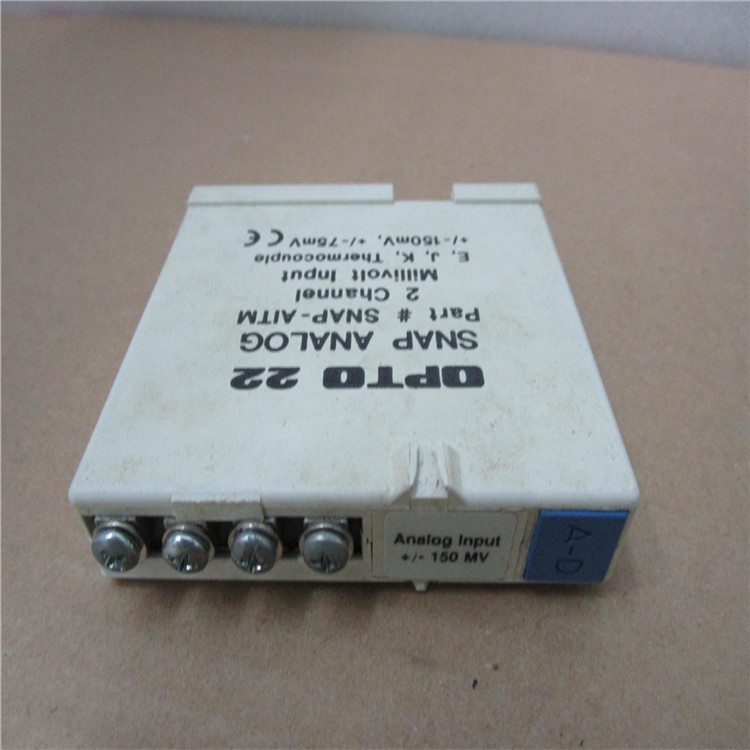 OPTO 22
SNAP ANALOG
Part # SNAP-AITM
2 Channel
Millivolt Input
E, J, K, Thermocouple
+/-150mV, +/-75mV CE
Analog Input
+/- 150 MV
A-D